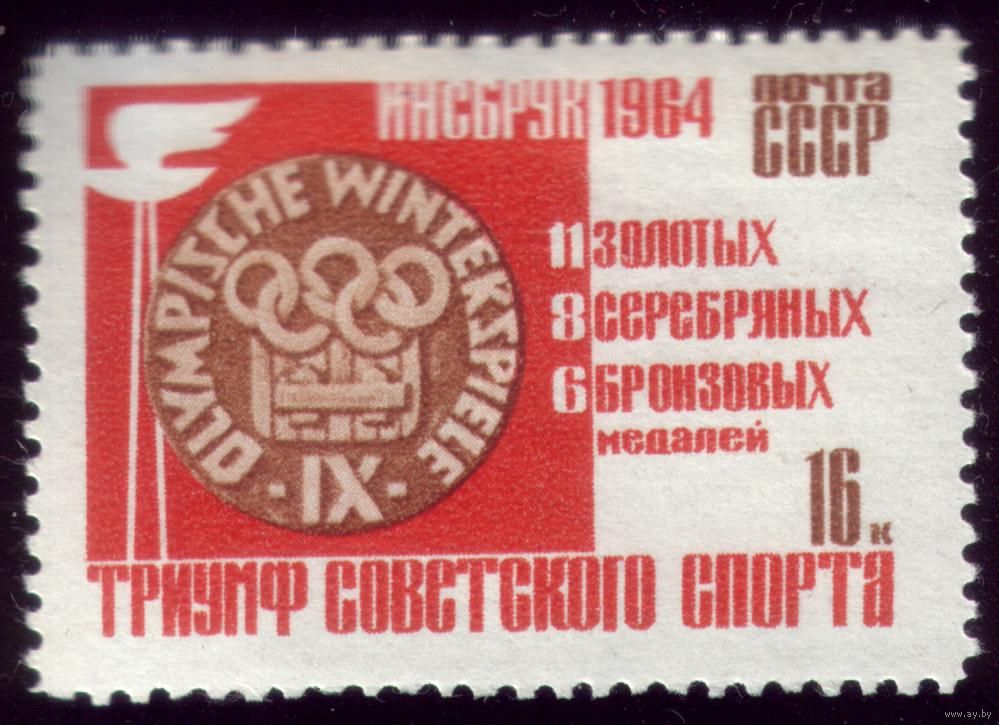 ИНСБРУК 1964
почта
СССР
OLYMPISCHE WINTERSPIELE
· IX ·
11 ЗОЛОТЫХ
8 СЕРЕБРЯНЫХ
6 БРОНЗОВЫХ
медалей
16 к
ТРИУМФ СОВЕТСКОГО СПОРТА
www.ay.by